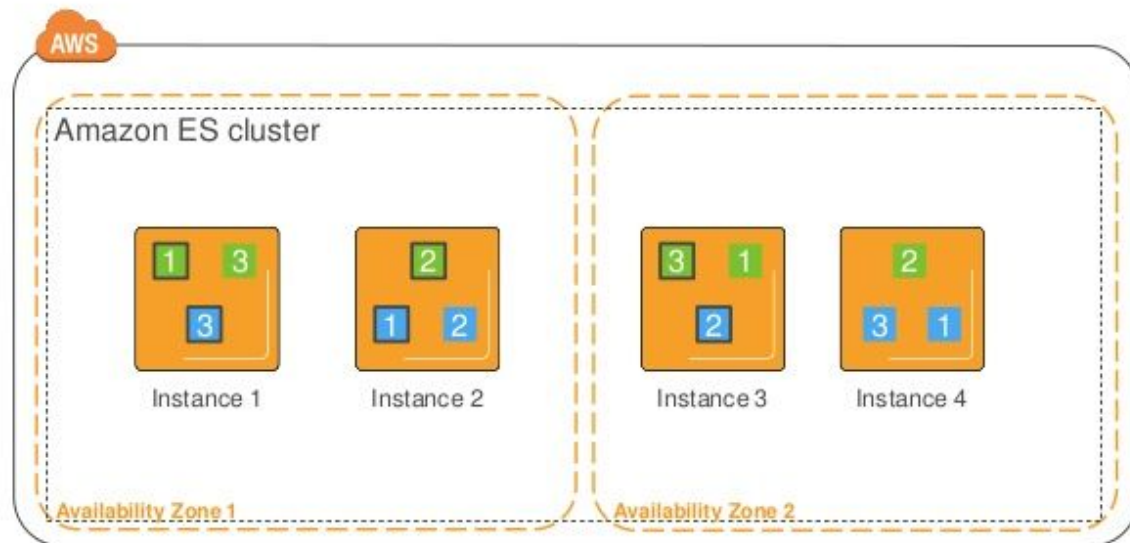 AWS
Amazon ES cluster
1 3
3
Instance 1
2
1 2
Instance 2
3 1
2
Instance 3
2
3 1
Instance 4
Availability Zone 1
Availability Zone 2